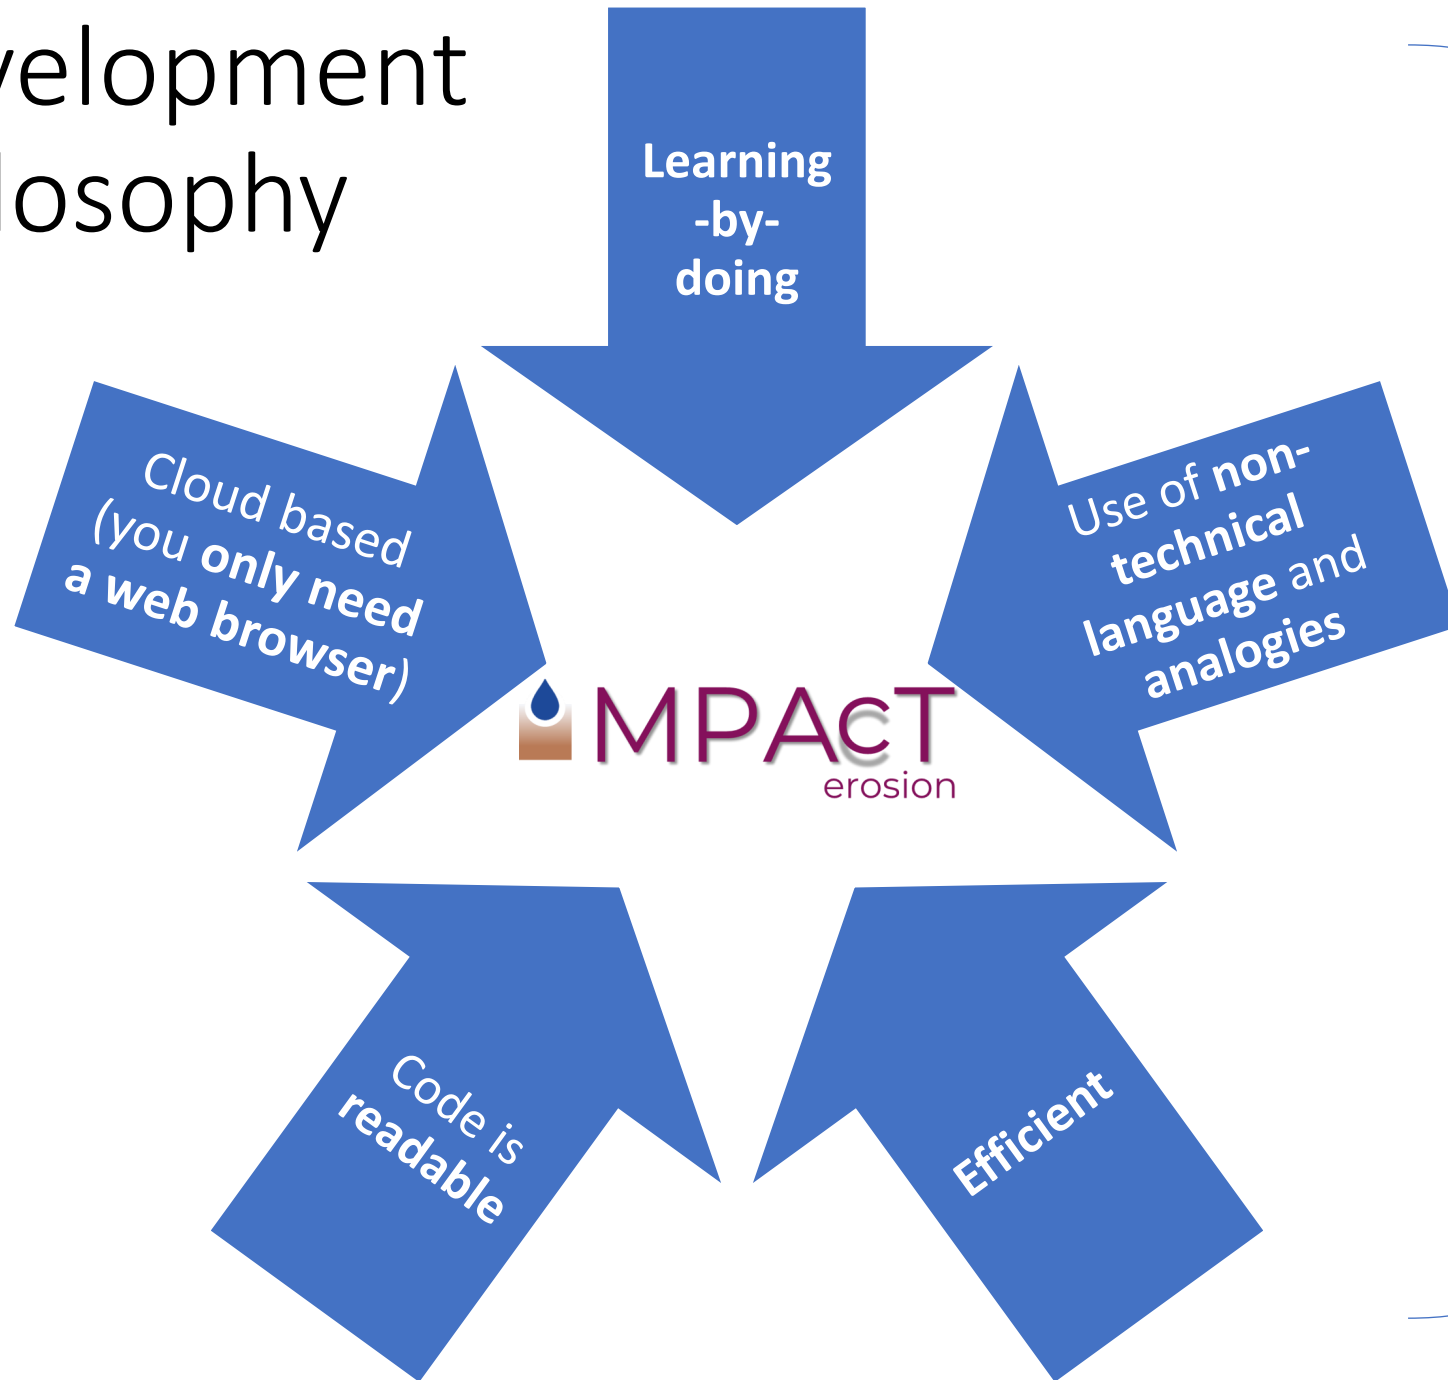 velopment
losophy
Learning
-by-
doing
Cloud based
(you only need
a web browser)
Use of non-
technical
language and
analogies
MPAcT
erosion
Code is
readable
Efficient